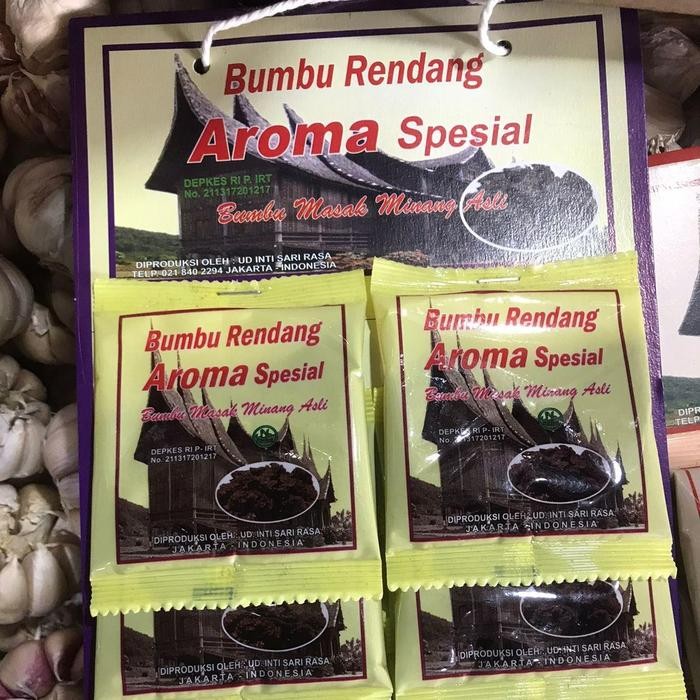 Bumbu Rendang
Aroma Spesial
DEPKES RI P. IRT
No. 211317201217
Bumbu Masak Minang Asli
DIPRODUKSI OLEH : UD INTI SARI RASA
TELP. 021 840 2294 JAKARTA - INDONESIA
Bumbu Rendang
Aroma Spesial
Bumbu Masak Minang Asli
DEPKES RI P- IRT
No. 211317201217
DIPRODUKSI OLEH : UD. INTI SARI RASA
JAKARTA - INDONESIA
Bumbu Rendang
Aroma Spesial
Bumbu Masak Minang Asli
DEPKES RI P- IRT
No. 211317201217
DIPRODUKSI OLEH : UD. INTI SARI RASA
JAKARTA - INDONESIA
DIPRODUKSI OLEH : UD. INTI SARI RASA
JAKARTA - INDONESIA
DIPRODUKSI OLEH : UD. INTI SARI RASA
JAKARTA - INDONESIA